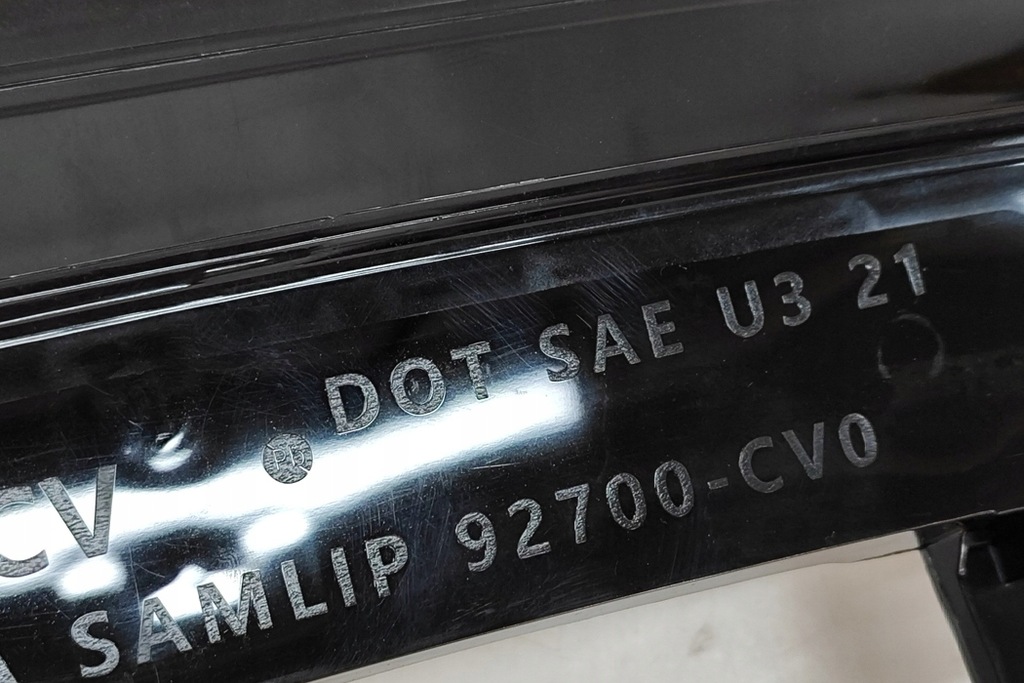 DOT SAE U3 21
CV
SAMLIP 92700-CV0